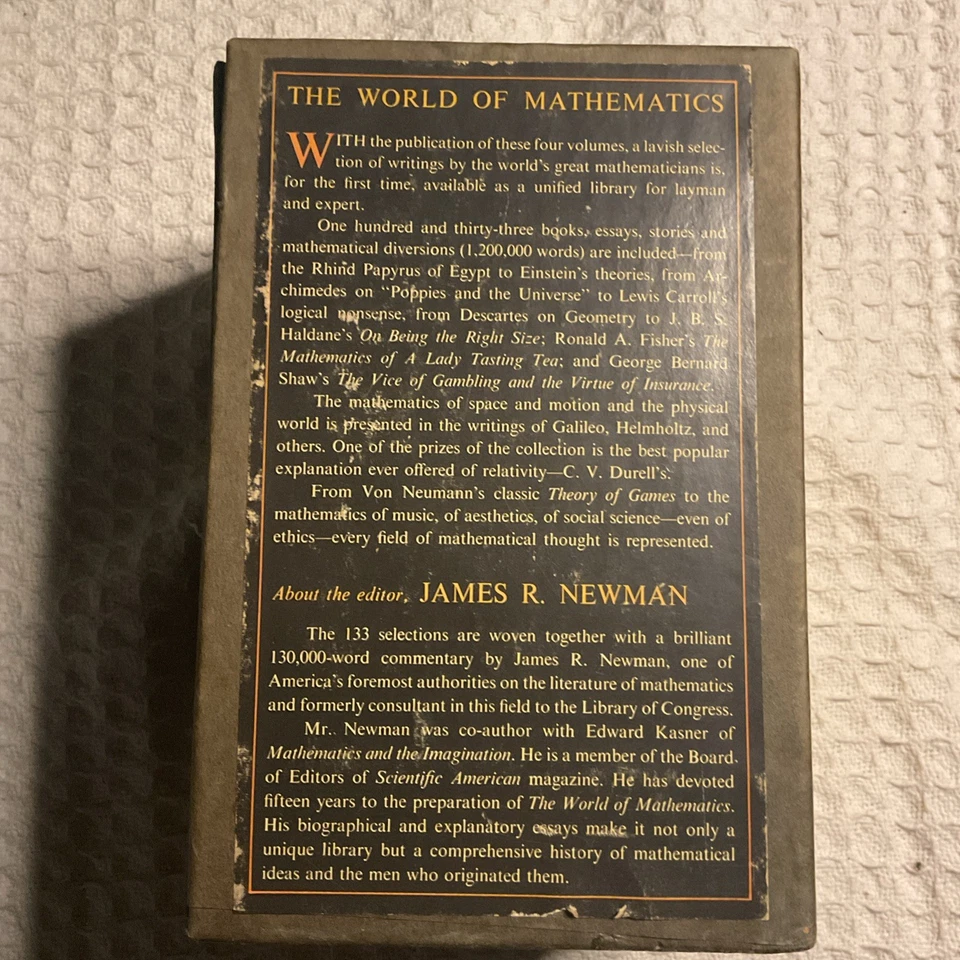 THE WORLD OF MATHEMATICS
WITH the publication of these four volumes, a lavish selec-
tion of writings by the world's great mathematicians is,
for the first time, available as a unified library for layman
and expert.
One hundred and thirty-three books, essays, stories and
mathematical diversions (1,200,000 words) are included—from
the Rhind Papyrus of Egypt to Einstein's theories, from Ar-
chimedes on "Poppies and the Universe" to Lewis Carroll's
logical nonsense, from Descartes on Geometry to J. B. S.
Haldane's On Being the Right Size; Ronald A. Fisher's The
Mathematics of A Lady Tasting Tea; and George Bernard
Shaw's The Vice of Gambling and the Virtue of Insurance.
The mathematics of space and motion and the physical
world is presented in the writings of Galileo, Helmholtz, and
others. One of the prizes of the collection is the best popular
explanation ever offered of relativity—C. V. Durell's.
From Von Neumann's classic Theory of Games to the
mathematics of music, of aesthetics, of social science—even of
ethics—every field of mathematical thought is represented.
About the editor, JAMES R. NEWMAN
The 133 selections are woven together with a brilliant
130,000-word commentary by James R. Newman, one of
America's foremost authorities on the literature of mathematics
and formerly consultant in this field to the Library of Congress.
Mr. Newman was co-author with Edward Kasner of
Mathematics and the Imagination. He is a member of the Board
of Editors of Scientific American magazine. He has devoted
fifteen years to the preparation of The World of Mathematics.
His biographical and explanatory essays make it not only a
unique library but a comprehensive history of mathematical
ideas and the men who originated them.